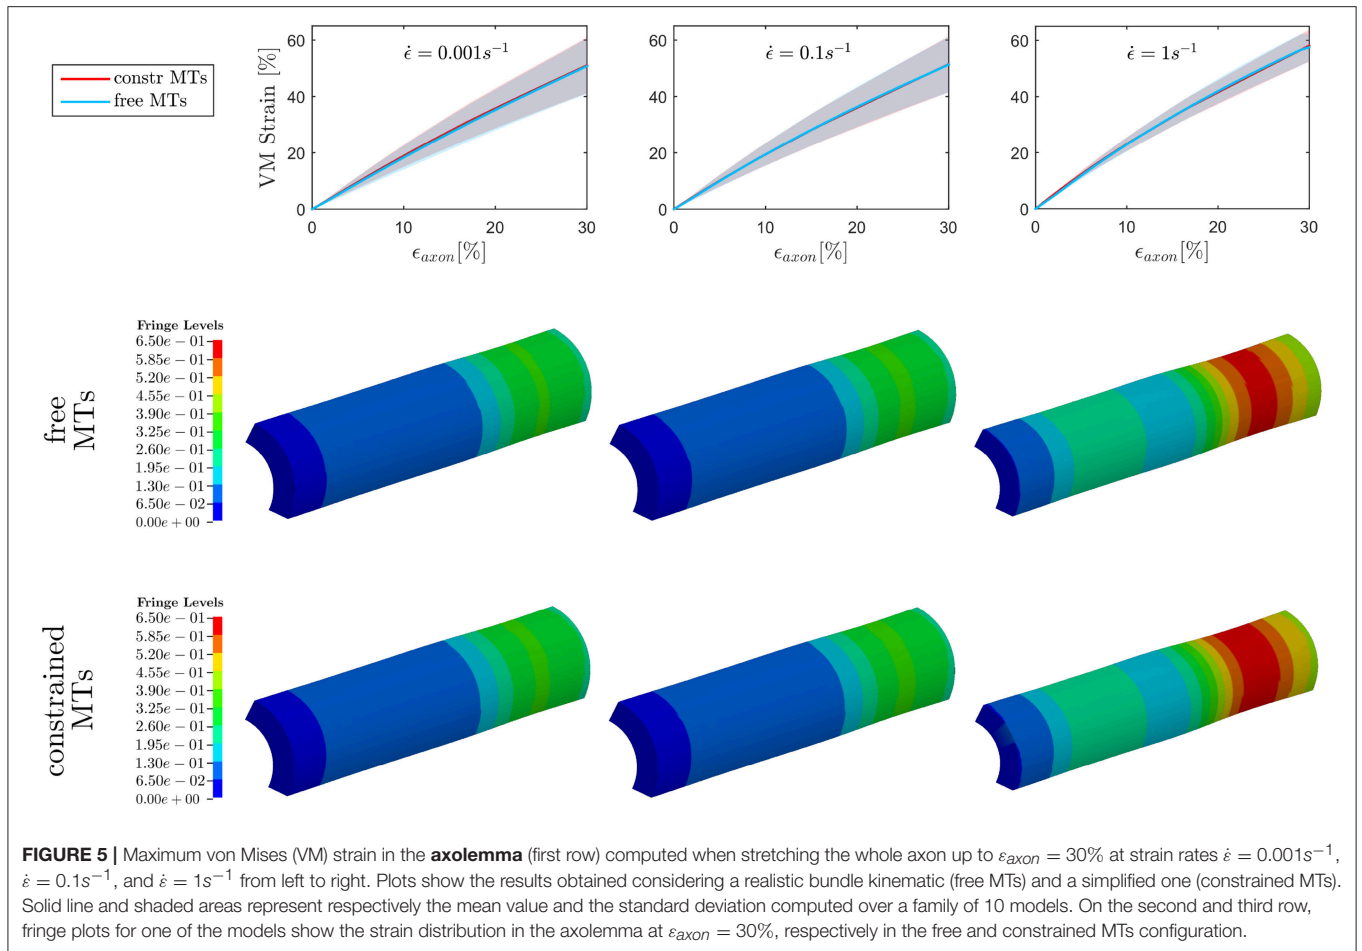 constr MTs
free MTs
VM Strain [%]
60
40
20
0
ϵ̇ = 0.001s⁻¹
0 10 20 30
ϵaxon[%]
60
40
20
0
ϵ̇ = 0.1s⁻¹
0 10 20 30
ϵaxon[%]
60
40
20
0
ϵ̇ = 1s⁻¹
0 10 20 30
ϵaxon[%]
free
MTs
Fringe Levels
6.50e − 01
5.85e − 01
5.20e − 01
4.55e − 01
3.90e − 01
3.25e − 01
2.60e − 01
1.95e − 01
1.30e − 01
6.50e − 02
0.00e + 00
constrained
MTs
Fringe Levels
6.50e − 01
5.85e − 01
5.20e − 01
4.55e − 01
3.90e − 01
3.25e − 01
2.60e − 01
1.95e − 01
1.30e − 01
6.50e − 02
0.00e + 00
FIGURE 5 | Maximum von Mises (VM) strain in the axolemma (first row) computed when stretching the whole axon up to εaxon = 30% at strain rates ε̇ = 0.001s⁻¹,
ε̇ = 0.1s⁻¹, and ε̇ = 1s⁻¹ from left to right. Plots show the results obtained considering a realistic bundle kinematic (free MTs) and a simplified one (constrained MTs).
Solid line and shaded areas represent respectively the mean value and the standard deviation computed over a family of 10 models. On the second and third row,
fringe plots for one of the models show the strain distribution in the axolemma at εaxon = 30%, respectively in the free and constrained MTs configuration.